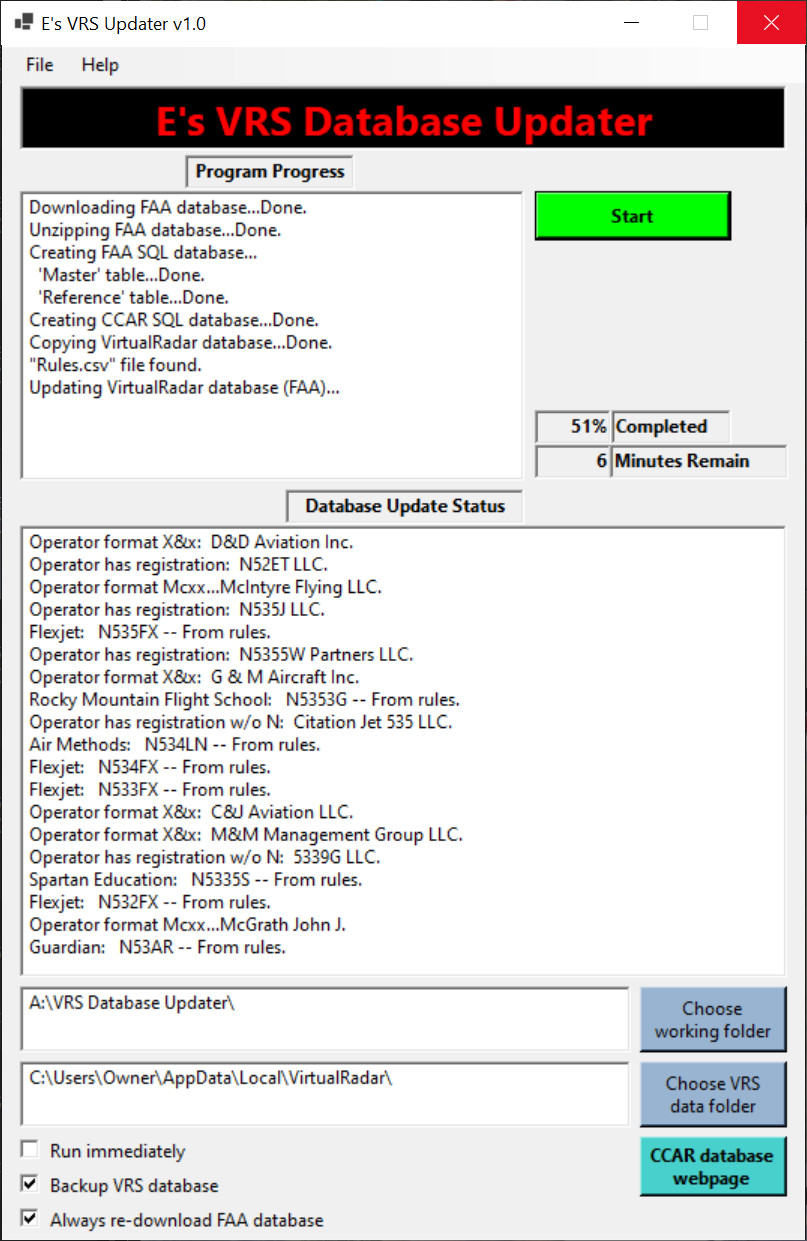 E's VRS Updater v1.0
File Help
E's VRS Database Updater
Program Progress
Downloading FAA database...Done.
Unzipping FAA database...Done.
Creating FAA SQL database...
'Master' table...Done.
'Reference' table...Done.
Creating CCAR SQL database...Done.
Copying VirtualRadar database...Done.
"Rules.csv" file found.
Updating VirtualRadar database (FAA)...
Start
51% Completed
6 Minutes Remain
Database Update Status
Operator format X&x: D&D Aviation Inc.
Operator has registration: N52ET LLC.
Operator format Mcxx...McIntyre Flying LLC.
Operator has registration: N535J LLC.
Flexjet: N535FX -- From rules.
Operator has registration: N5355W Partners LLC.
Operator format X&x: G & M Aircraft Inc.
Rocky Mountain Flight School: N5353G -- From rules.
Operator has registration w/o N: Citation Jet 535 LLC.
Air Methods: N534LN -- From rules.
Flexjet: N534FX -- From rules.
Flexjet: N533FX -- From rules.
Operator format X&x: C&J Aviation LLC.
Operator format X&x: M&M Management Group LLC.
Operator has registration w/o N: 5339G LLC.
Spartan Education: N5335S -- From rules.
Flexjet: N532FX -- From rules.
Operator format Mcxx...McGrath John J.
Guardian: N53AR -- From rules.
A:\VRS Database Updater\
Choose
working folder
C:\Users\Owner\AppData\Local\VirtualRadar\
Choose VRS
data folder
Run immediately
Backup VRS database
Always re-download FAA database
CCAR database
webpage